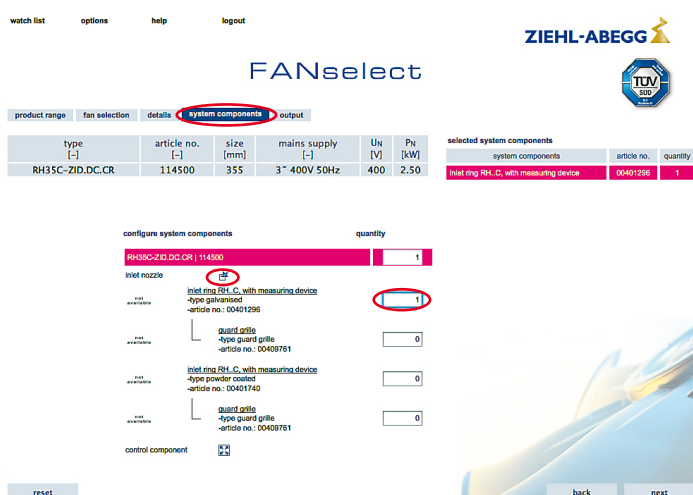 watch list options help logout
ZIEHL-ABEGG
FANselect
TÜV
SÜD
product range fan selection details system components output
type article no. size mains supply UN PN
[-] [-] [mm] [-] [V] [kW]
RH35C-ZID.DC.CR 114500 355 3~ 400V 50Hz 400 2.50
selected system components
system components article no. quantity
inlet ring RH..C, with measuring device 00401296 1
configure system components quantity
RH35C-ZID.DC.CR | 114500 1
inlet nozzle
inlet ring RH..C, with measuring device
not available -type galvanised 1
-article no.: 00401296
guard grille
not available -type guard grille 0
-article no.: 00409761
inlet ring RH..C, with measuring device
not available -type powder coated 0
-article no.: 00401740
guard grille
not available -type guard grille 0
-article no.: 00409761
control component
reset back next